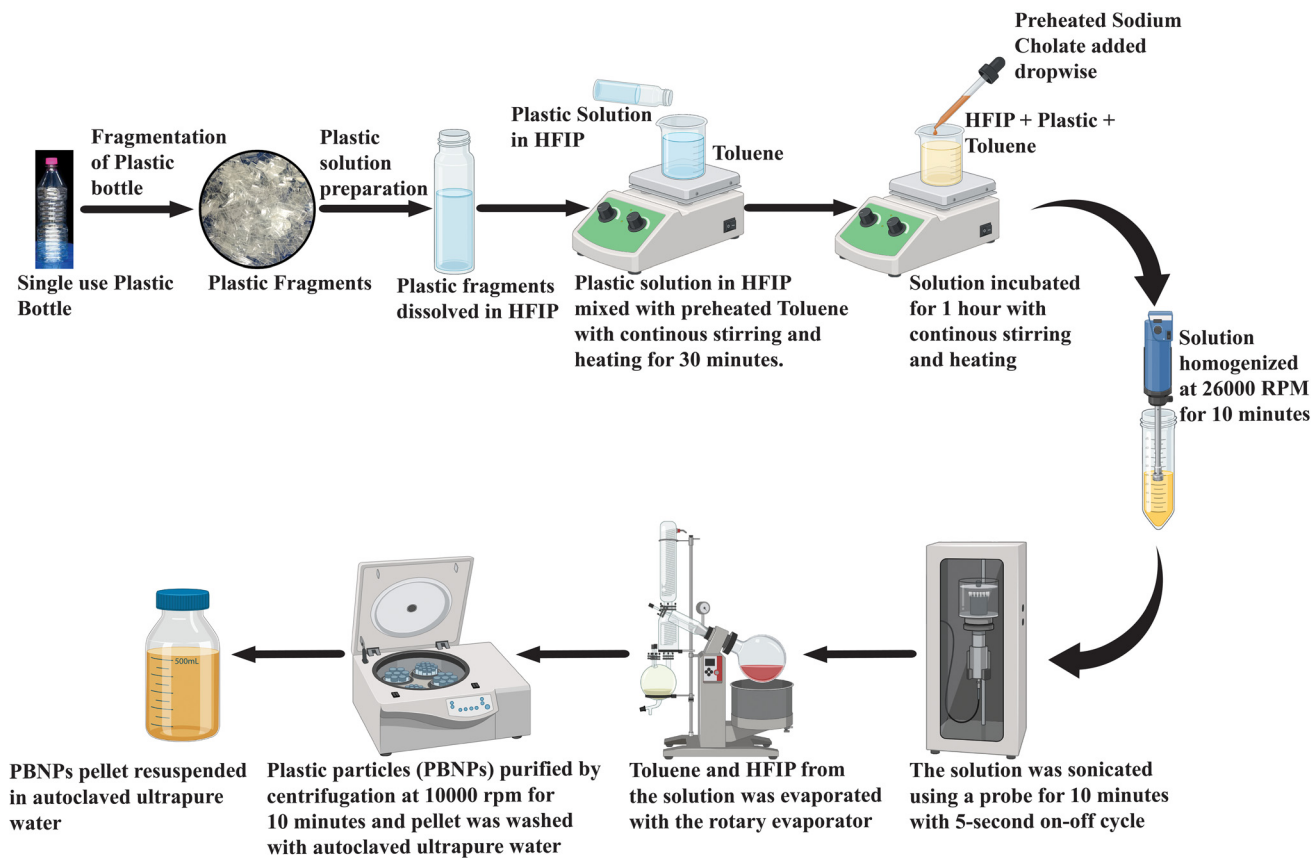 Fragmentation
of Plastic
bottle
Single use Plastic
Bottle
Plastic Fragments
Plastic
solution
preparation
Plastic fragments
dissolved in HFIP
Plastic Solution
in HFIP
Toluene
Plastic solution in HFIP
mixed with preheated Toluene
with continous stirring and
heating for 30 minutes.
Preheated Sodium
Cholate added
dropwise
HFIP + Plastic +
Toluene
Solution incubated
for 1 hour with
continous stirring
and heating
Solution
homogenized
at 26000 RPM
for 10 minutes
The solution was sonicated
using a probe for 10 minutes
with 5-second on-off cycle
Toluene and HFIP from
the solution was evaporated
with the rotary evaporator
Plastic particles (PBNPs) purified by
centrifugation at 10000 rpm for
10 minutes and pellet was washed
with autoclaved ultrapure water
500mL
PBNPs pellet resuspended
in autoclaved ultrapure
water